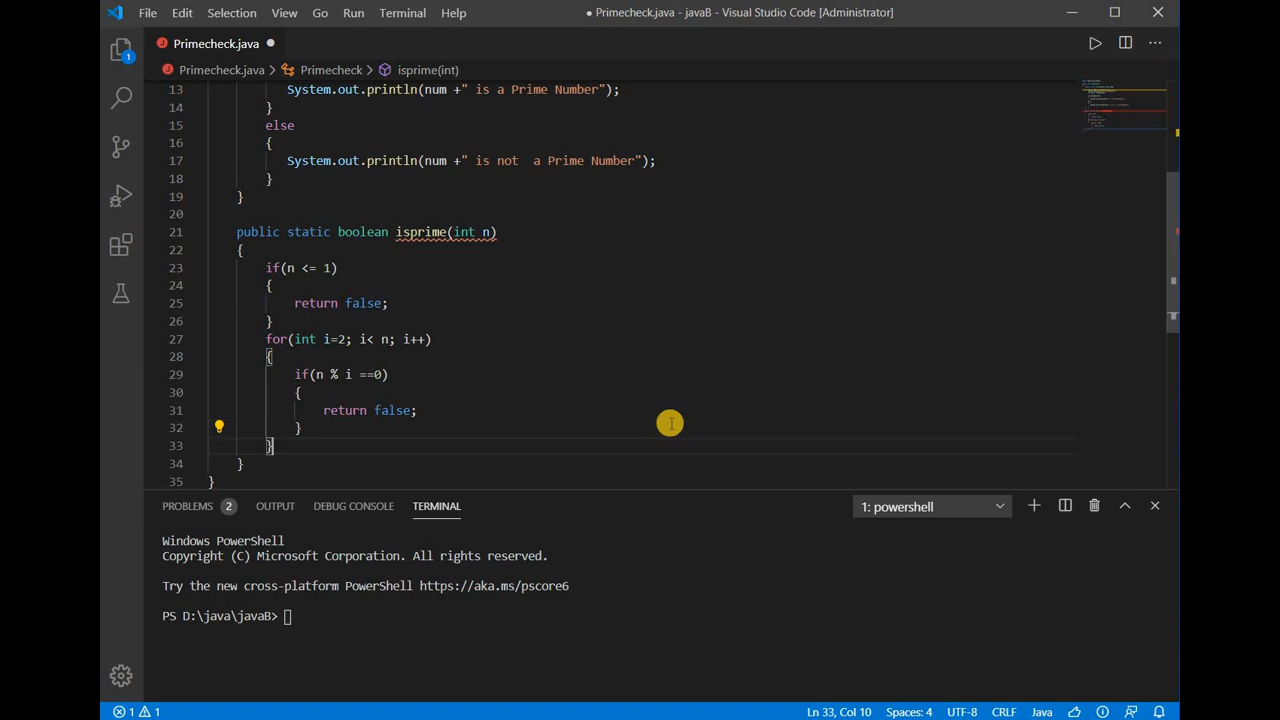 File Edit Selection View Go Run Terminal Help ● Primecheck.java - javaB - Visual Studio Code [Administrator]
Primecheck.java
Primecheck.java > Primecheck > isprime(int)
13 System.out.println(num +" is a Prime Number");
14 }
15 else
16 {
17 System.out.println(num +" is not  a Prime Number");
18 }
19 }
20
21 public static boolean isprime(int n)
22 {
23 if(n <= 1)
24 {
25 return false;
26 }
27 for(int i=2; i< n; i++)
28 {
29 if(n % i ==0)
30 {
31 return false;
32 }
33 }
34 }
35 }
1
PROBLEMS 2 OUTPUT DEBUG CONSOLE TERMINAL 1: powershell
Windows PowerShell
Copyright (C) Microsoft Corporation. All rights reserved.
Try the new cross-platform PowerShell https://aka.ms/pscore6
PS D:\java\javaB>
1 1 Ln 33, Col 10 Spaces: 4 UTF-8 CRLF Java